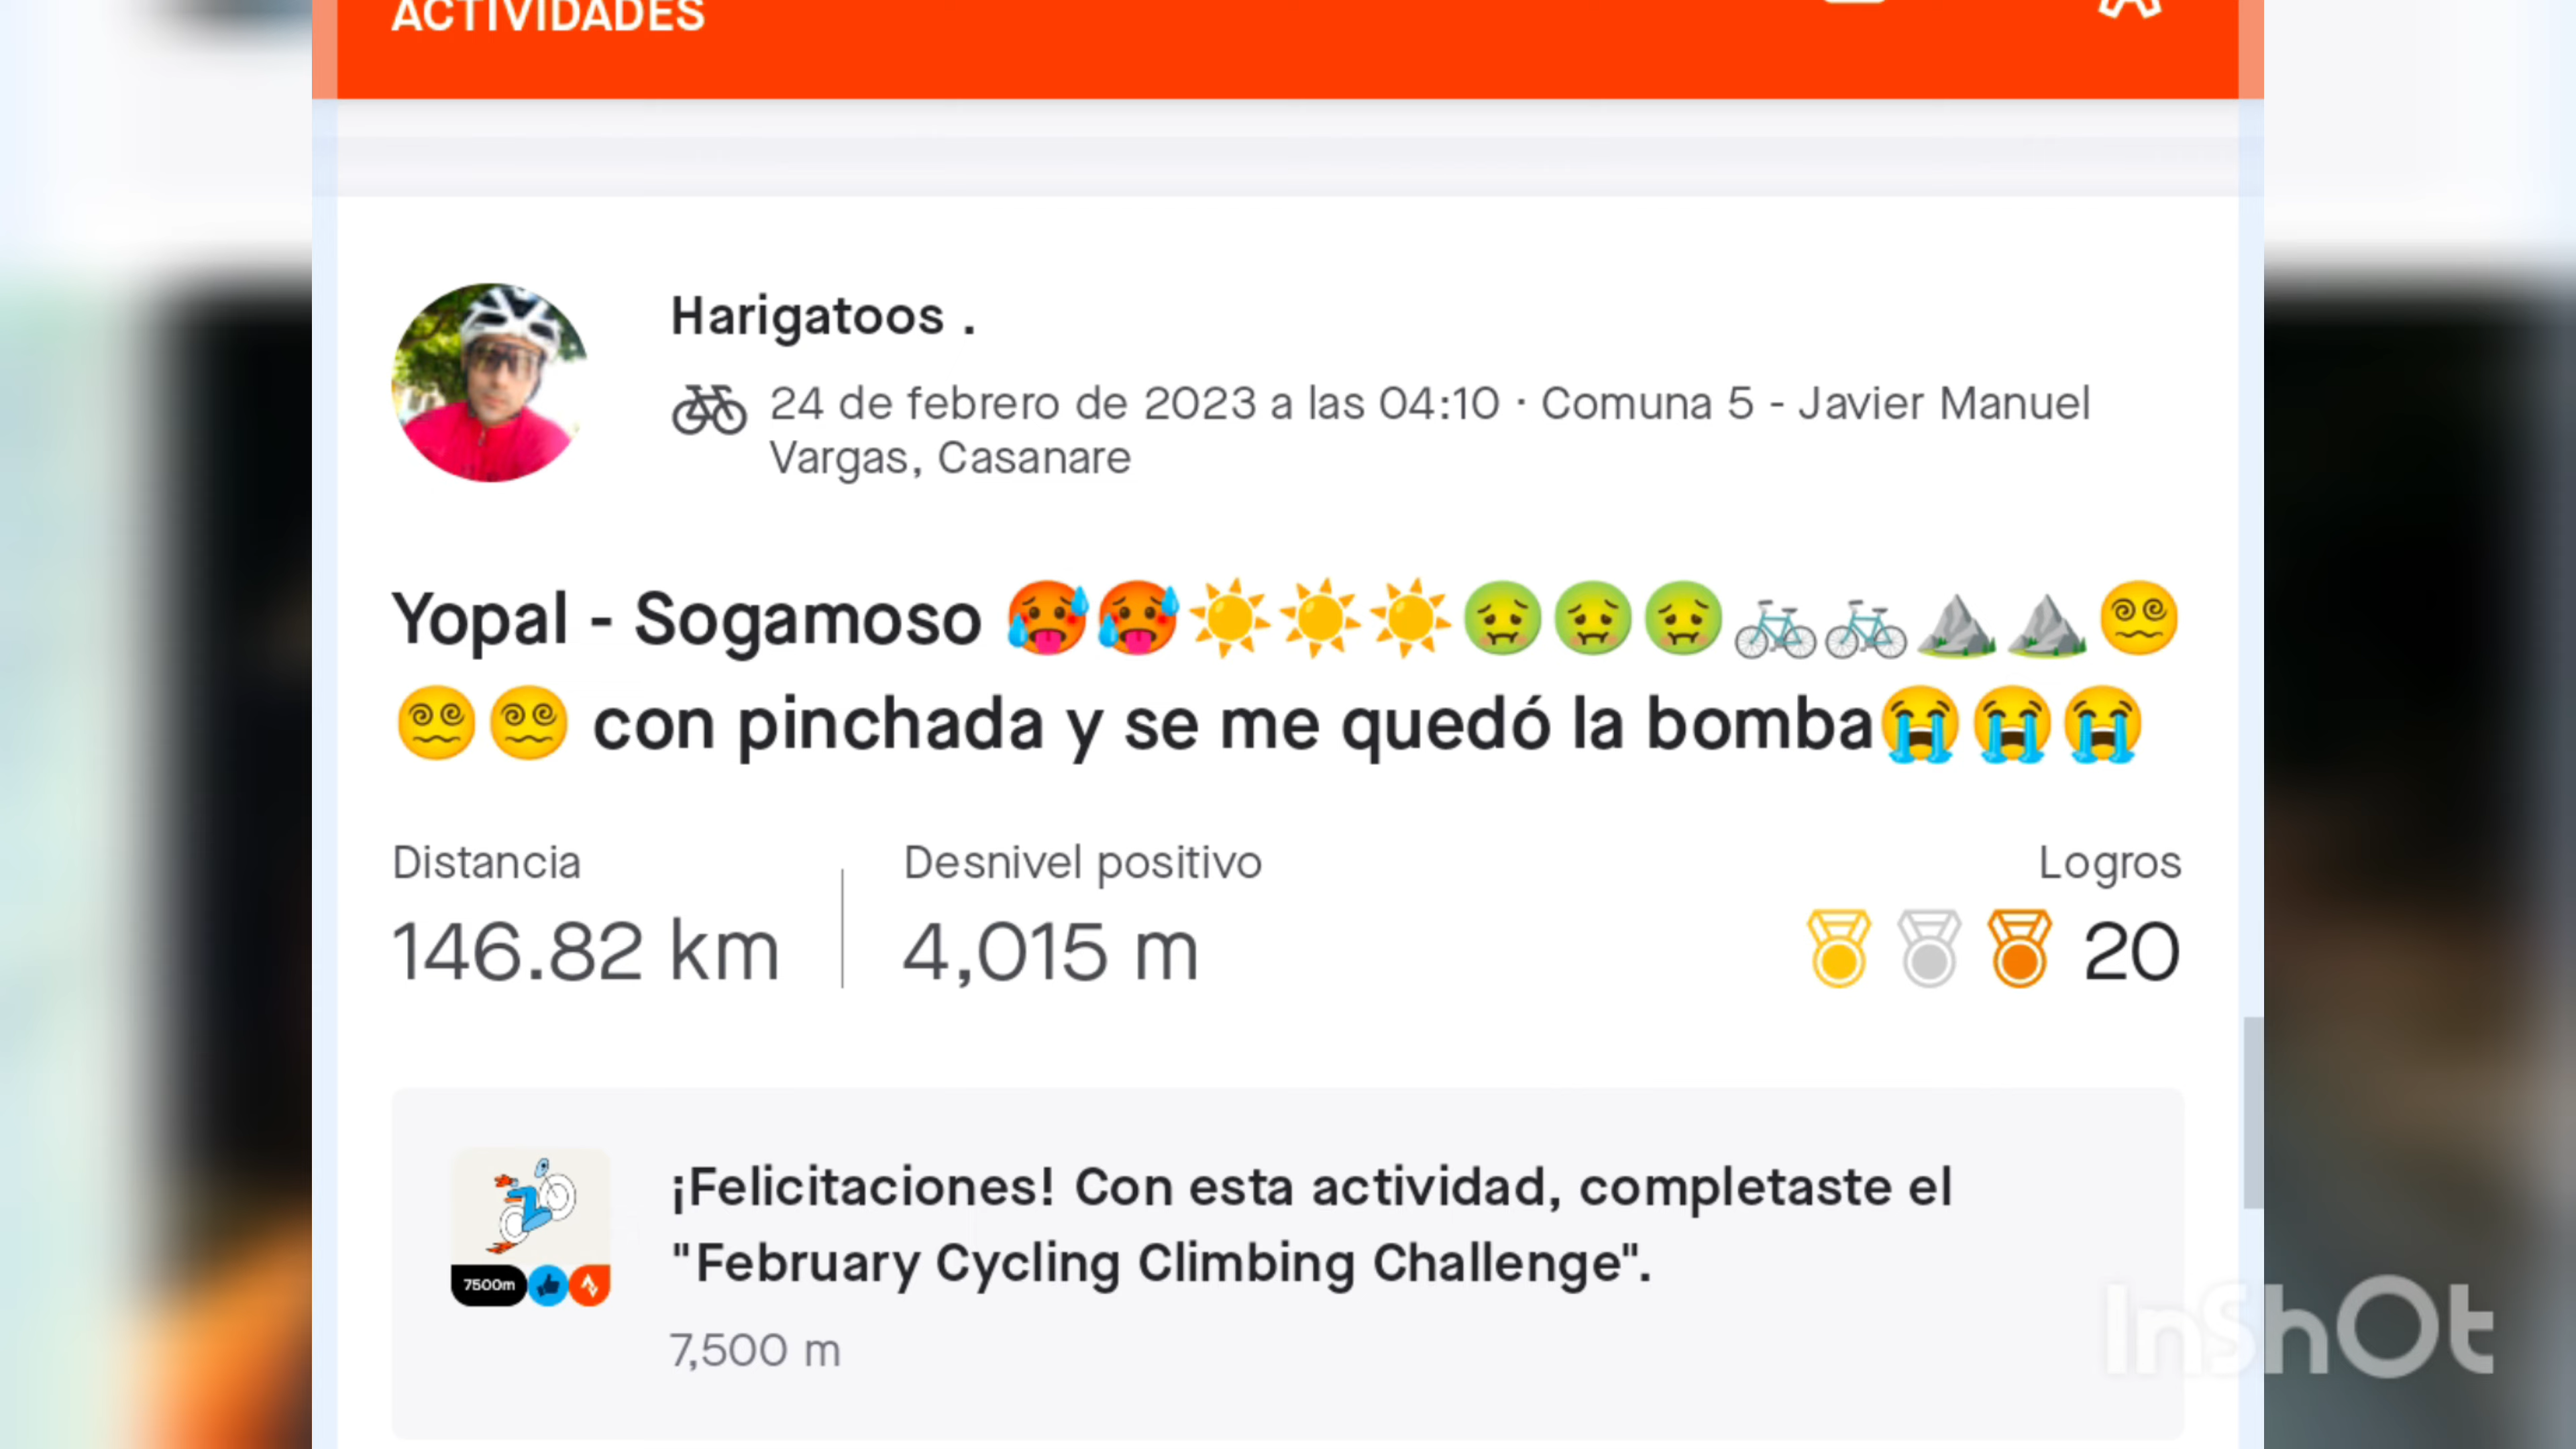 ACTIVIDADES
Harigatoos .
24 de febrero de 2023 a las 04:10 · Comuna 5 - Javier Manuel
Vargas, Casanare
Yopal - Sogamoso 🥵🥵☀️☀️☀️🤢🤢🤢🚲🚲⛰️⛰️😵‍💫
😵‍💫😵‍💫 con pinchada y se me quedó la bomba😭😭😭
Distancia
146.82 km
Desnivel positivo
4,015 m
Logros
20
¡Felicitaciones! Con esta actividad, completaste el
"February Cycling Climbing Challenge".
7500m
7,500 m
InShOt